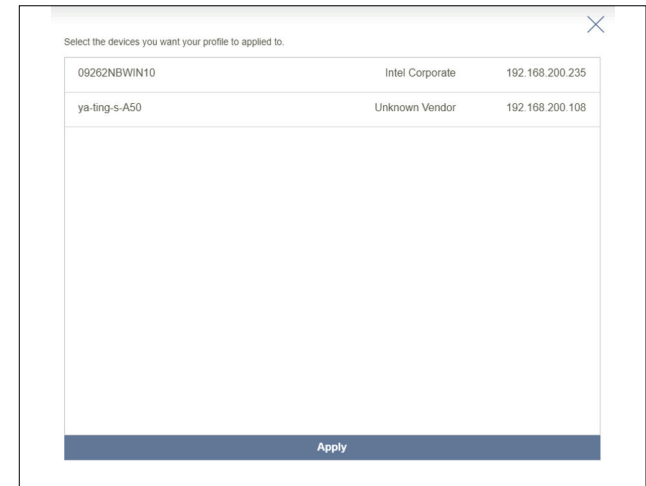 Select the devices you want your profile to applied to.
09262NBWIN10 Intel Corporate 192.168.200.235
ya-ting-s-A50 Unknown Vendor 192.168.200.108
Apply